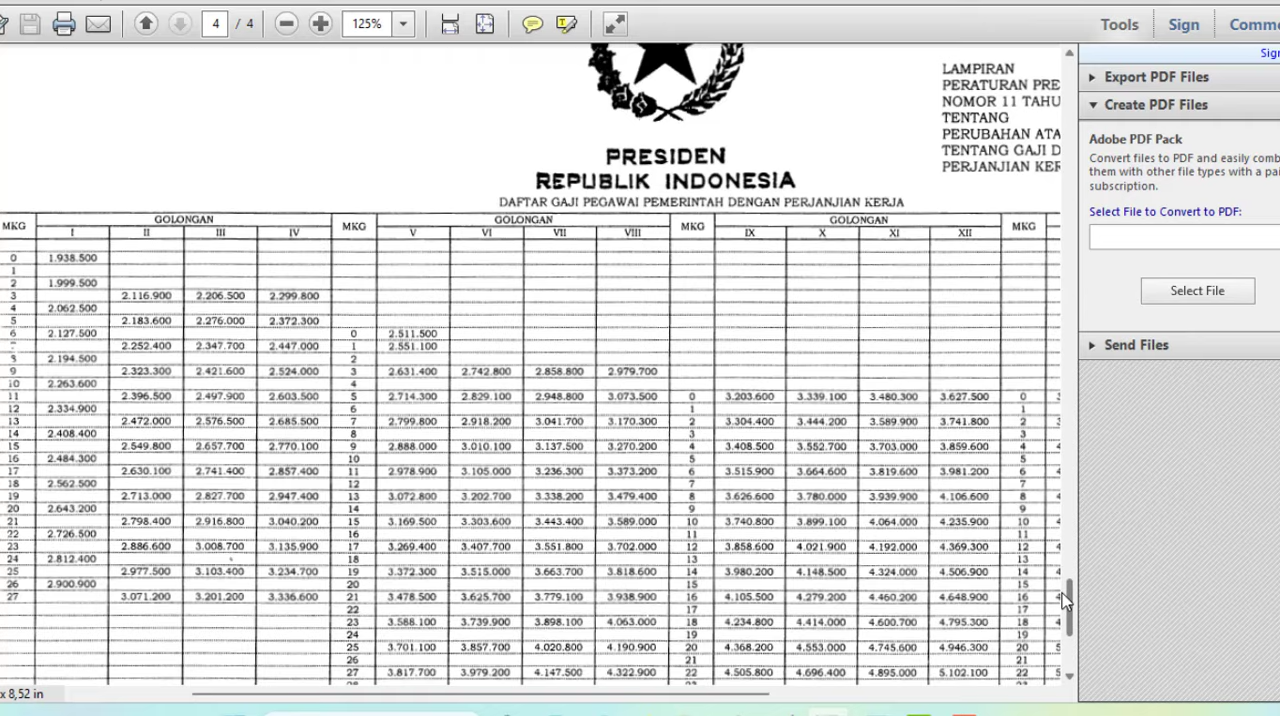 4 / 4 125% Tools Sign
Export PDF Files
Create PDF Files
Adobe PDF Pack
Convert files to PDF and easily
them with other file types with a
subscription.
Select File to Convert to PDF:
Select File
Send Files
LAMPIRAN
PERATURAN
NOMOR 11
TENTANG
PERUBAHAN
TENTANG GAJI
PERJANJIAN
PRESIDEN
REPUBLIK INDONESIA
DAFTAR GAJI PEGAWAI PEMERINTAH DENGAN PERJANJIAN KERJA
MKG GOLONGAN MKG GOLONGAN MKG GOLONGAN MKG
I II III IV V VI VII VIII IX X XI XII
0 1.938.500
1
2 1.999.500
3 2.116.900 2.206.500 2.299.800
4 2.062.500
5 2.183.600 2.276.000 2.372.300
6 2.127.500 0 2.511.500
2.252.400 2.347.700 2.447.000 1 2.551.100
8 2.194.500 2
9 2.323.300 2.421.600 2.524.000 3 2.631.400 2.742.800 2.858.800 2.979.700
10 2.263.600 4
11 2.396.500 2.497.900 2.603.500 5 2.714.300 2.829.100 2.948.800 3.073.500 0 3.203.600 3.339.100 3.480.300 3.627.500 0
12 2.334.900 6 1 1
13 2.472.000 2.576.500 2.685.500 7 2.799.800 2.918.200 3.041.700 3.170.300 2 3.304.400 3.444.200 3.589.900 3.741.800 2
14 2.408.400 8 3 3
15 2.549.800 2.657.700 2.770.100 9 2.888.000 3.010.100 3.137.500 3.270.200 4 3.408.500 3.552.700 3.703.000 3.859.600 4
16 2.484.300 10 5 5
17 2.630.100 2.741.400 2.857.400 11 2.978.900 3.105.000 3.236.300 3.373.200 6 3.515.900 3.664.600 3.819.600 3.981.200 6
18 2.562.500 12 7 7
19 2.713.000 2.827.700 2.947.400 13 3.072.800 3.202.700 3.338.200 3.479.400 8 3.626.600 3.780.000 3.939.900 4.106.600 8
20 2.643.200 14 9 9
21 2.798.400 2.916.800 3.040.200 15 3.169.500 3.303.600 3.443.400 3.589.000 10 3.740.800 3.899.100 4.064.000 4.235.900 10
22 2.726.500 16 11 11
23 2.886.600 3.008.700 3.135.900 17 3.269.400 3.407.700 3.551.800 3.702.000 12 3.858.600 4.021.900 4.192.000 4.369.300 12
24 2.812.400 18 13 13
25 2.977.500 3.103.400 3.234.700 19 3.372.300 3.515.000 3.663.700 3.818.600 14 3.980.200 4.148.500 4.324.000 4.506.900 14
26 2.900.900 20 15 15
27 3.071.200 3.201.200 3.336.600 21 3.478.500 3.625.700 3.779.100 3.938.900 16 4.105.500 4.279.200 4.460.200 4.648.900 16
22 17 17
23 3.588.100 3.739.900 3.898.100 4.063.000 18 4.234.800 4.414.000 4.600.700 4.795.300 18
24 19 19
25 3.701.100 3.857.700 4.020.800 4.190.900 20 4.368.200 4.553.000 4.745.600 4.946.300 20
26 21 21
27 3.817.700 3.979.200 4.147.500 4.322.900 22 4.505.800 4.696.400 4.895.000 5.102.100 22
x 8,52 in